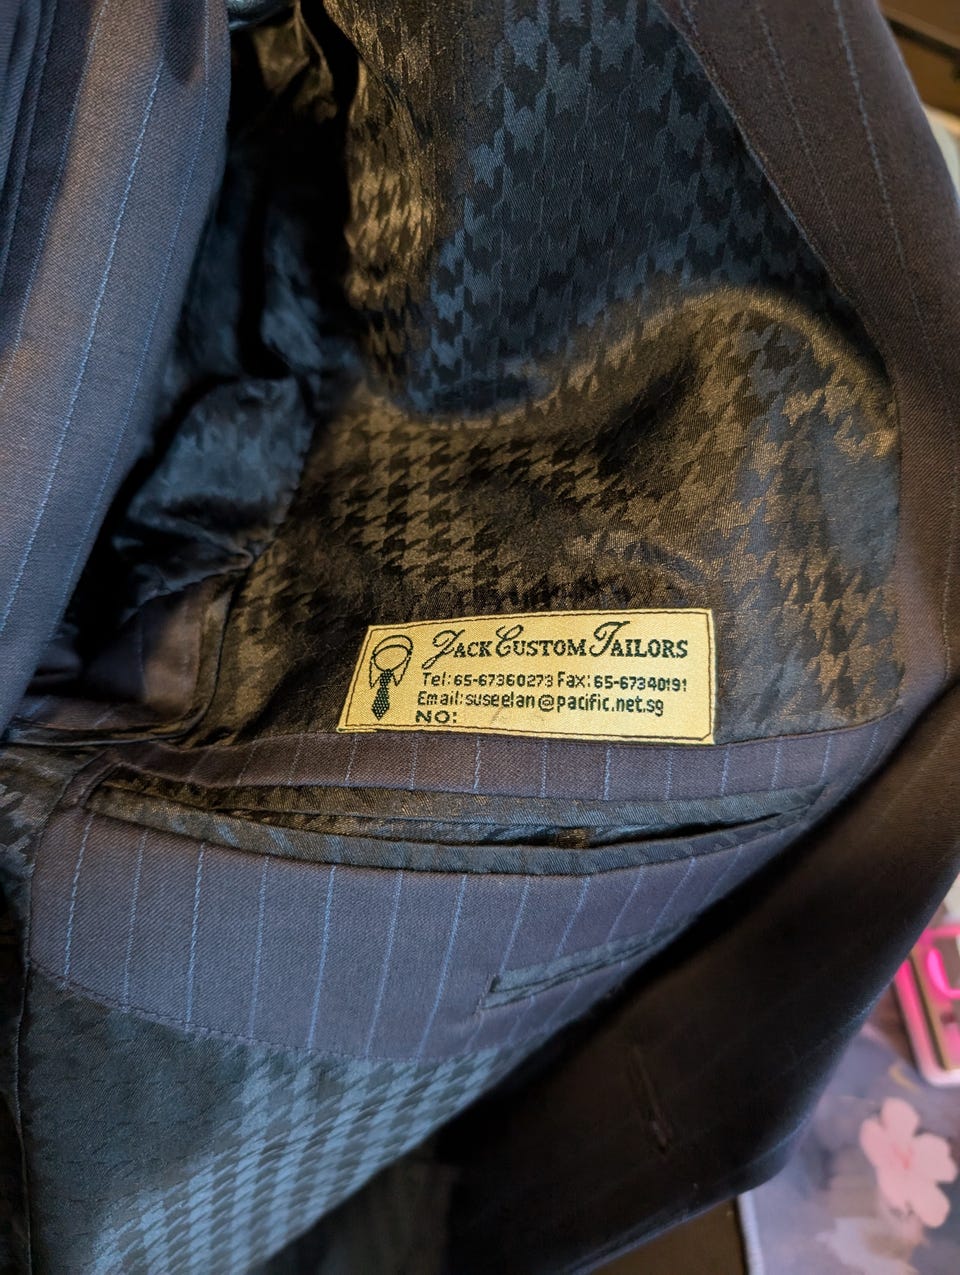 Jack Custom Tailors
Tel:65-67360273 Fax:65-67340191
Email:suseelan@pacific.net.sg
NO: